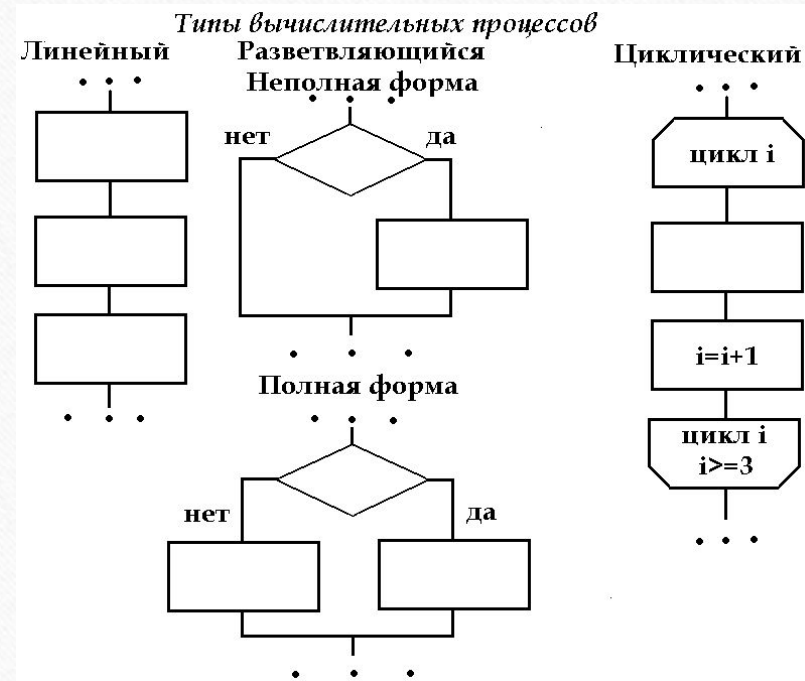 Типы вычислительных процессов
Линейный
Разветвляющийся
Неполная форма
нет
да
Полная форма
нет
да
Циклический
цикл i
i=i+1
цикл i
i>=3